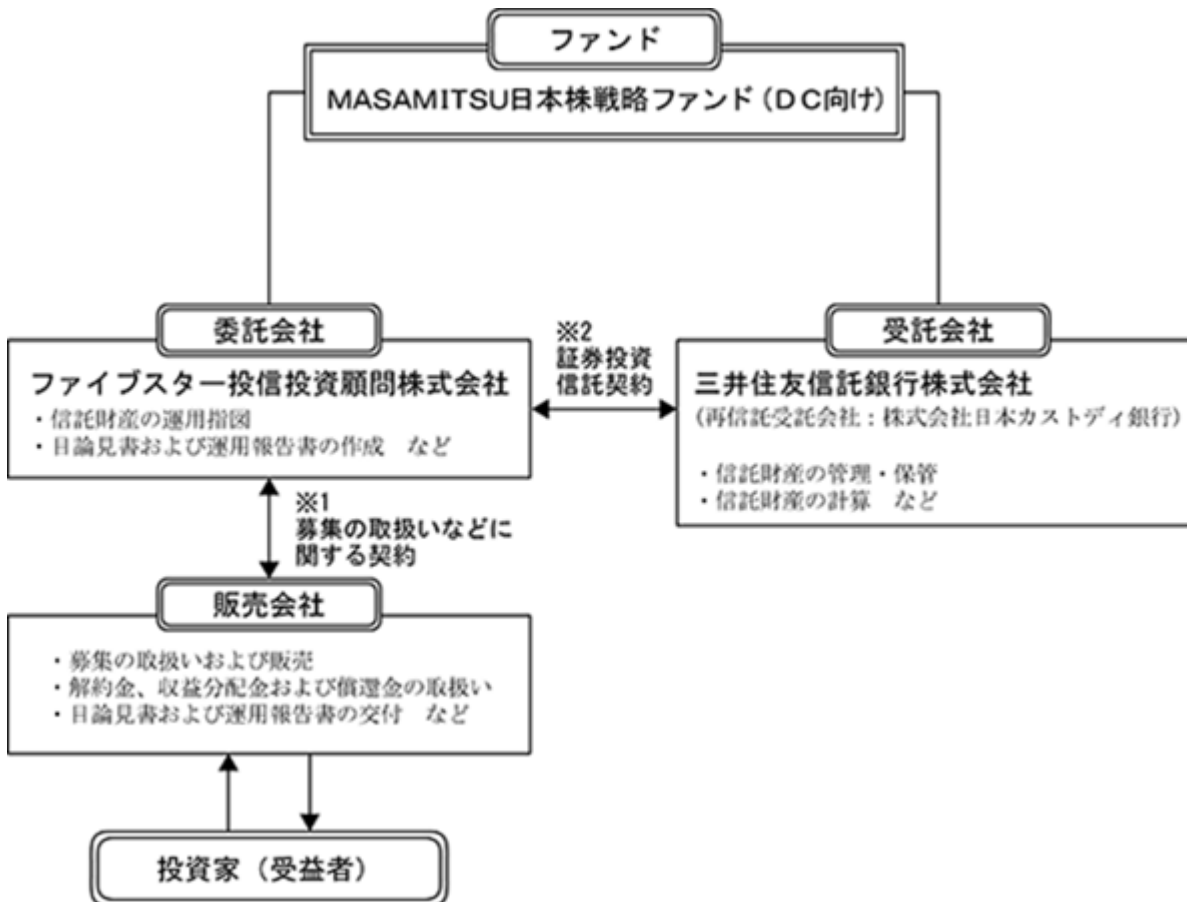 ファンド
MASAMITSU日本株戦略ファンド(DC向け)
委託会社
ファイブスター投信投資顧問株式会社
・信託財産の運用指図
・目論見書および運用報告書の作成 など
※2
証券投資
信託契約
受託会社
三井住友信託銀行株式会社
(再信託受託会社:株式会社日本カストディ銀行)
・信託財産の管理・保管
・信託財産の計算 など
※1
募集の取扱いなどに
関する契約
販売会社
・募集の取扱いおよび販売
・解約金、収益分配金および償還金の取扱い
・目論見書および運用報告書の交付 など
投資家(受益者)